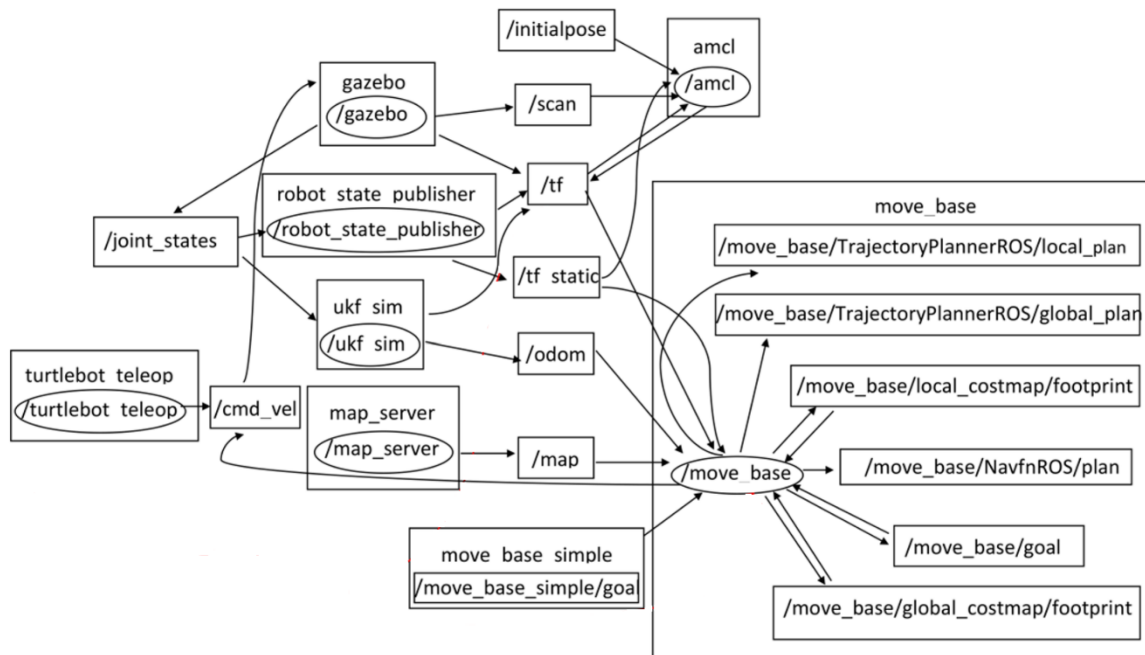 /initialpose
amcl
/amcl
gazebo
/gazebo
/scan
/tf
robot state publisher
/robot_state_publisher
/joint_states
/tf static
ukf sim
/ukf sim
/odom
turtlebot teleop
/turtlebot teleop
/cmd_vel
map_server
/map_server
/map
move base simple
/move_base_simple/goal
move_base
/move_base/TrajectoryPlannerROS/local_plan
/move_base/TrajectoryPlannerROS/global_plan
/move_base/local_costmap/footprint
/move_base
/move_base/NavfnROS/plan
/move_base/goal
/move_base/global_costmap/footprint